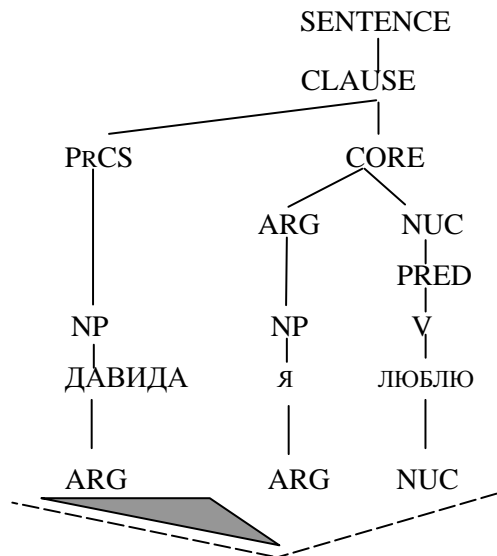 SENTENCE
CLAUSE
PRCS CORE
ARG NUC
PRED
NP NP V
ДАВИДА Я ЛЮБЛЮ
ARG ARG NUC